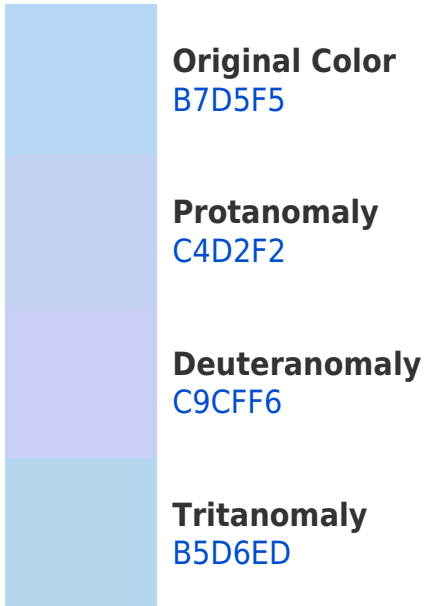 Original Color
B7D5F5
Protanomaly
C4D2F2
Deuteranomaly
C9CFF6
Tritanomaly
B5D6ED